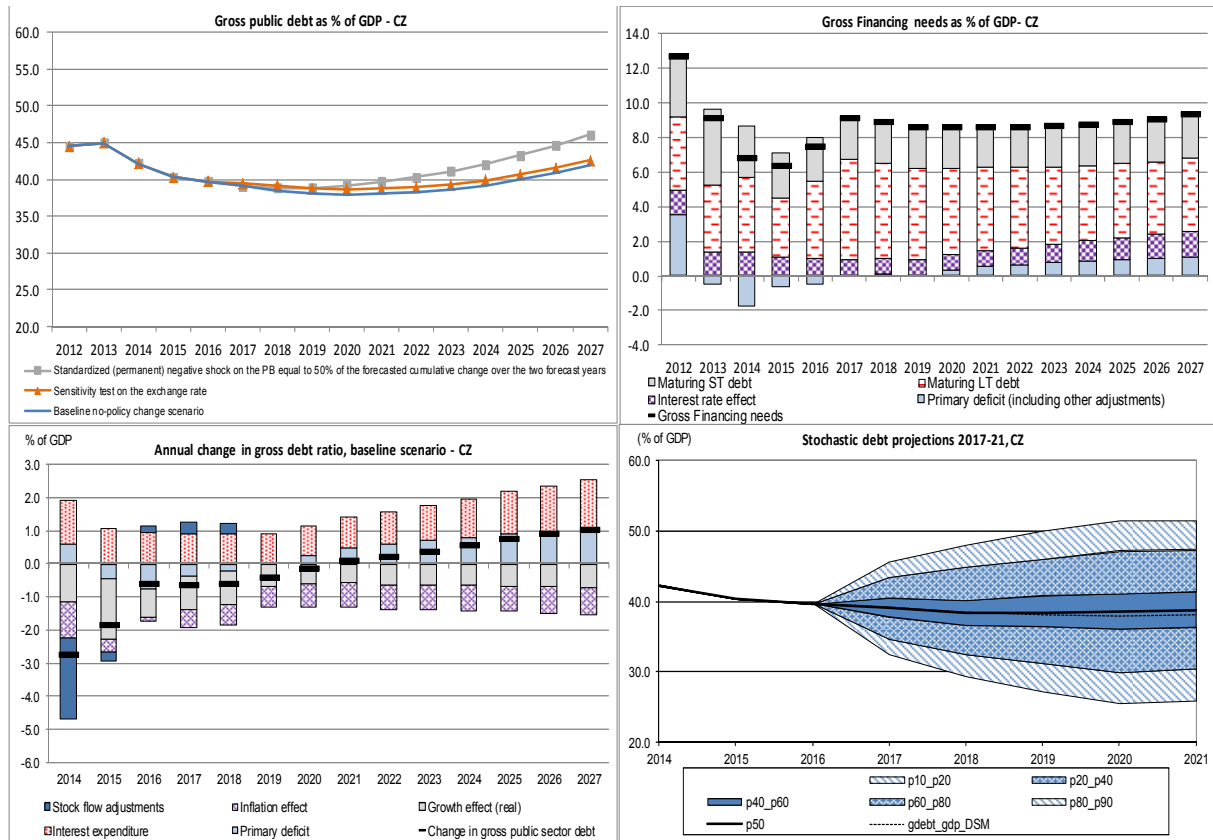 Gross public debt as % of GDP - CZ
60.0
55.0
50.0
45.0
40.0
35.0
30.0
25.0
20.0
2012 2013 2014 2015 2016 2017 2018 2019 2020 2021 2022 2023 2024 2025 2026 2027
Standardized (permanent) negative shock on the PB equal to 50% of the forecasted cumulative change over the two forecast years
Sensitivity test on the exchange rate
Baseline no-policy change scenario
Gross Financing needs as % of GDP- CZ
14.0
12.0
10.0
8.0
6.0
4.0
2.0
0.0
-2.0
-4.0
2012 2013 2014 2015 2016 2017 2018 2019 2020 2021 2022 2023 2024 2025 2026 2027
Maturing ST debt
Maturing LT debt
Interest rate effect
Primary deficit (including other adjustments)
Gross Financing needs
% of GDP
Annual change in gross debt ratio, baseline scenario - CZ
3.0
2.0
1.0
0.0
-1.0
-2.0
-3.0
-4.0
-5.0
-6.0
2014 2015 2016 2017 2018 2019 2020 2021 2022 2023 2024 2025 2026 2027
Stock flow adjustments
Inflation effect
Growth effect (real)
Interest expenditure
Primary deficit
Change in gross public sector debt
(% of GDP)
Stochastic debt projections 2017-21, CZ
60.0
50.0
40.0
30.0
20.0
2014 2015 2016 2017 2018 2019 2020 2021
p10_p20
p20_p40
p40_p60
p60_p80
p80_p90
p50
gdebt_gdp_DSM